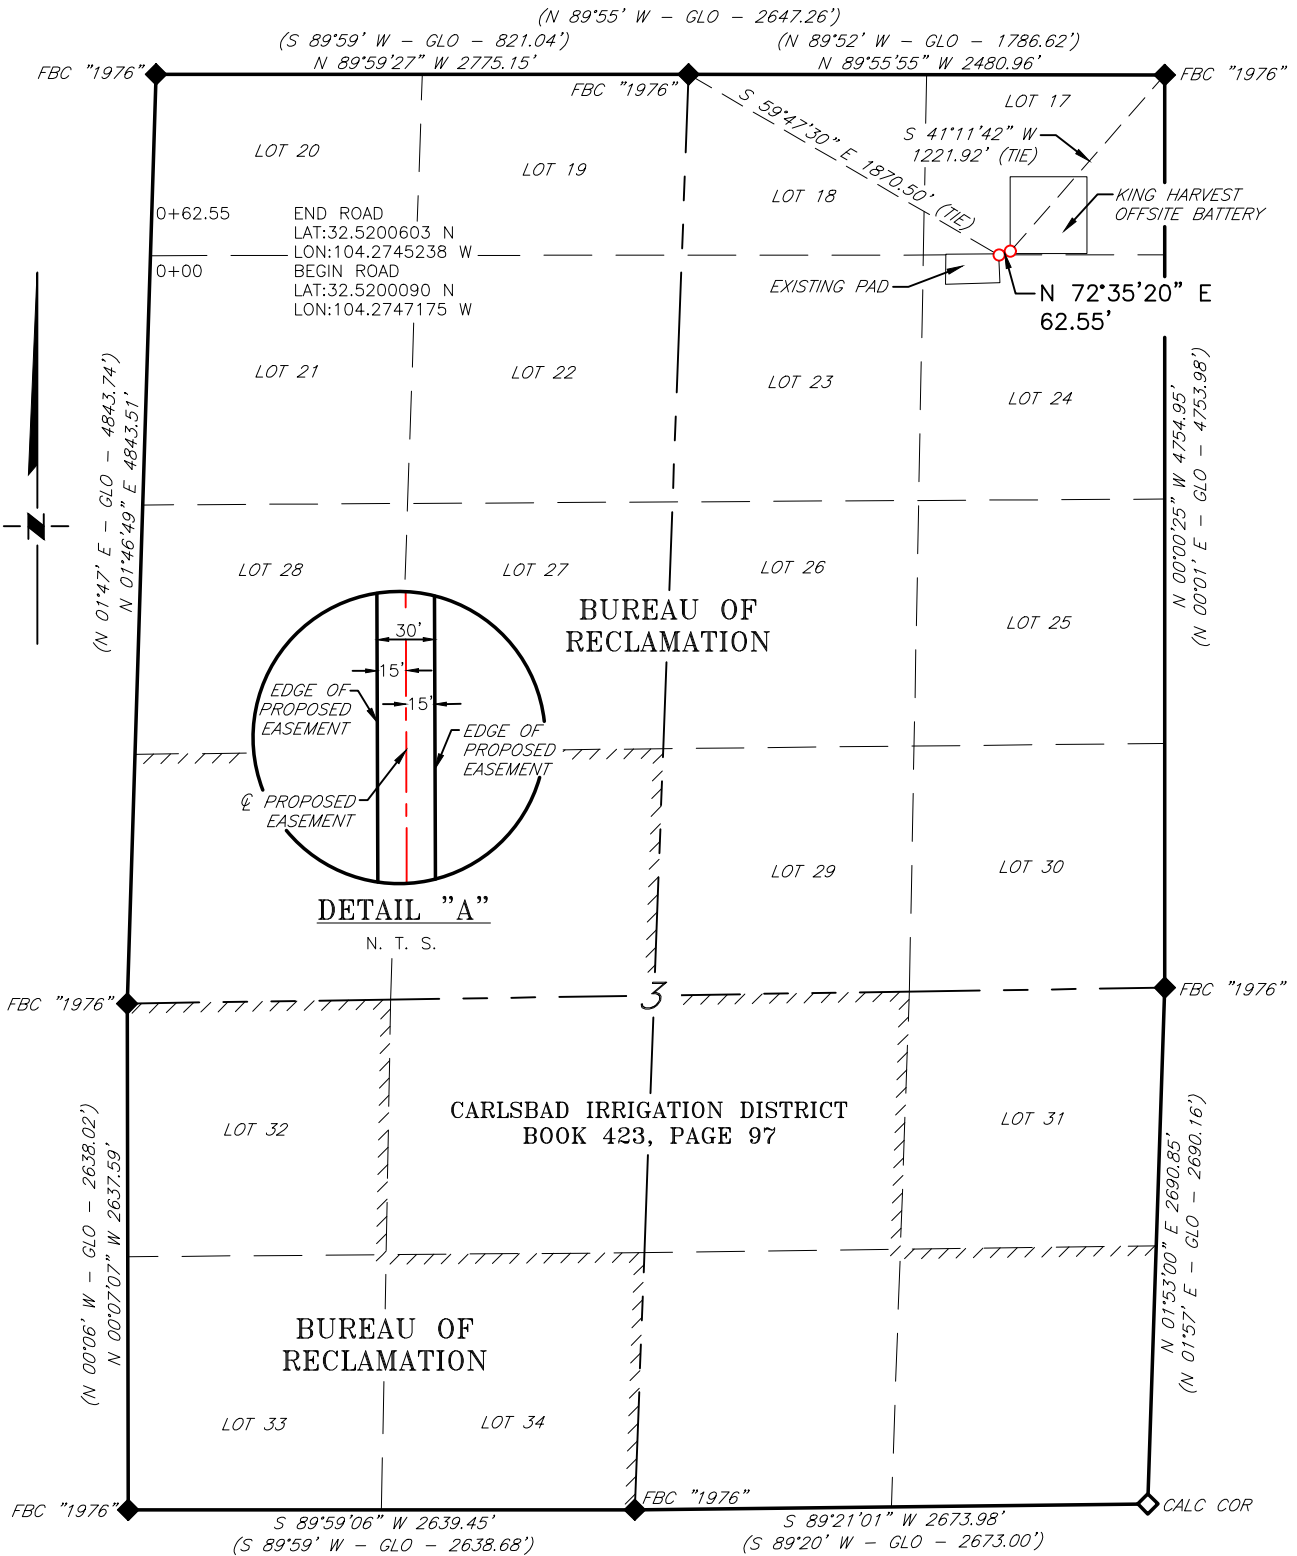 (N 89°55' W - GLO - 2647.26')
(S 89°59' W - GLO - 821.04')
(N 89°52' W - GLO - 1786.62')
N 89°59'27" W 2775.15'
N 89°55'55" W 2480.96'
FBC "1976"
FBC "1976"
FBC "1976"
LOT 17
S 59°47'30" E 1870.50' (TIE)
S 41°11'42" W
1221.92' (TIE)
LOT 20
LOT 19
LOT 18
KING HARVEST
OFFSITE BATTERY
0+62.55
END ROAD
LAT:32.5200603 N
LON:104.2745238 W
0+00
BEGIN ROAD
LAT:32.5200090 N
LON:104.2747175 W
EXISTING PAD
N 72°35'20" E
62.55'
LOT 21
LOT 22
LOT 23
LOT 24
(N 01°47' E - GLO - 4843.74')
N 01°46'49" E 4843.51'
N 00°00'25" W 4754.95'
(N 00°01' E - GLO - 4753.98')
N
LOT 28
LOT 27
LOT 26
LOT 25
BUREAU OF
RECLAMATION
30'
15'
15'
EDGE OF
PROPOSED
EASEMENT
EDGE OF
PROPOSED
EASEMENT
℄ PROPOSED
EASEMENT
LOT 29
LOT 30
DETAIL "A"
N. T. S.
FBC "1976"
3
FBC "1976"
CARLSBAD IRRIGATION DISTRICT
BOOK 423, PAGE 97
LOT 32
LOT 31
(N 00°06' W - GLO - 2638.02')
N 00°07'07" W 2637.59'
N 01°53'00" E 2690.85'
(N 01°57' E - GLO - 2690.16')
BUREAU OF
RECLAMATION
LOT 33
LOT 34
FBC "1976"
FBC "1976"
CALC COR
S 89°59'06" W 2639.45'
(S 89°59' W - GLO - 2638.68')
S 89°21'01" W 2673.98'
(S 89°20' W - GLO - 2673.00')